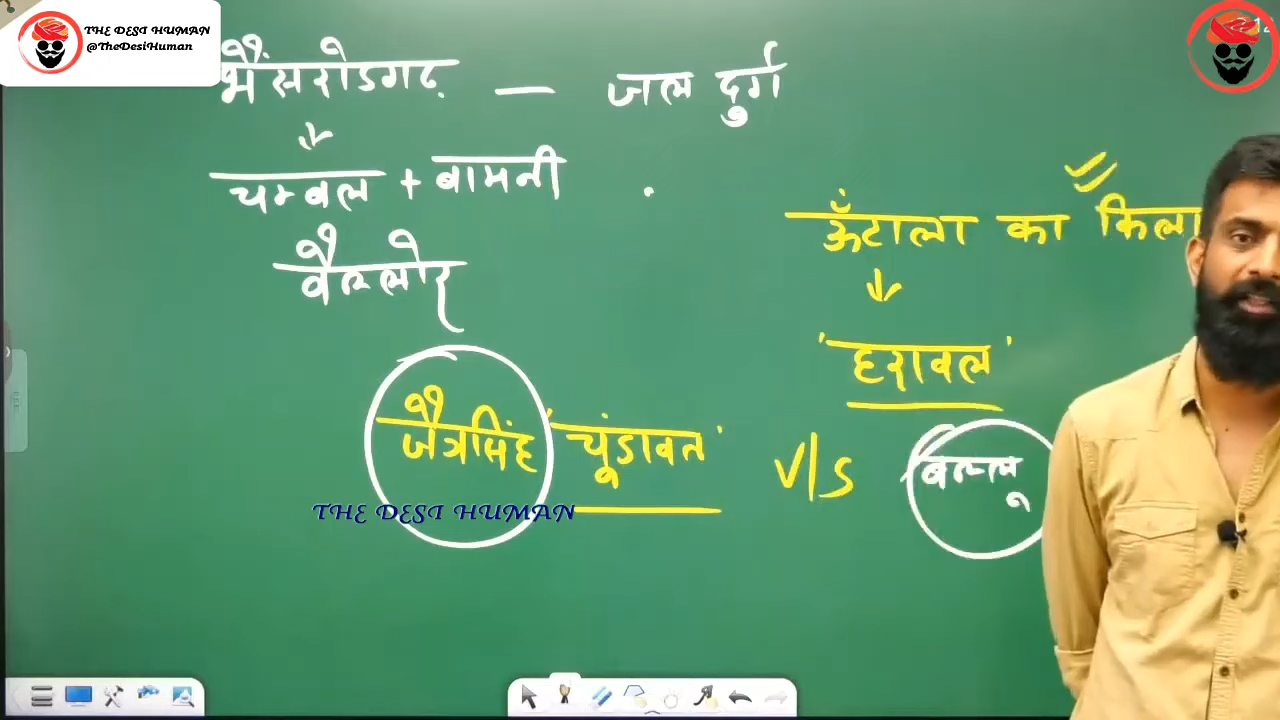 THE DESI HUMAN
@TheDesiHuman
भैंसरोडगढ़ — जल दुर्ग
चम्बल + बामनी
वैल्लोर
ऊँटाला का किला
'हरावल'
जैत्रसिंह 'चूंडावत' V/S बल्लू
THE DESI HUMAN